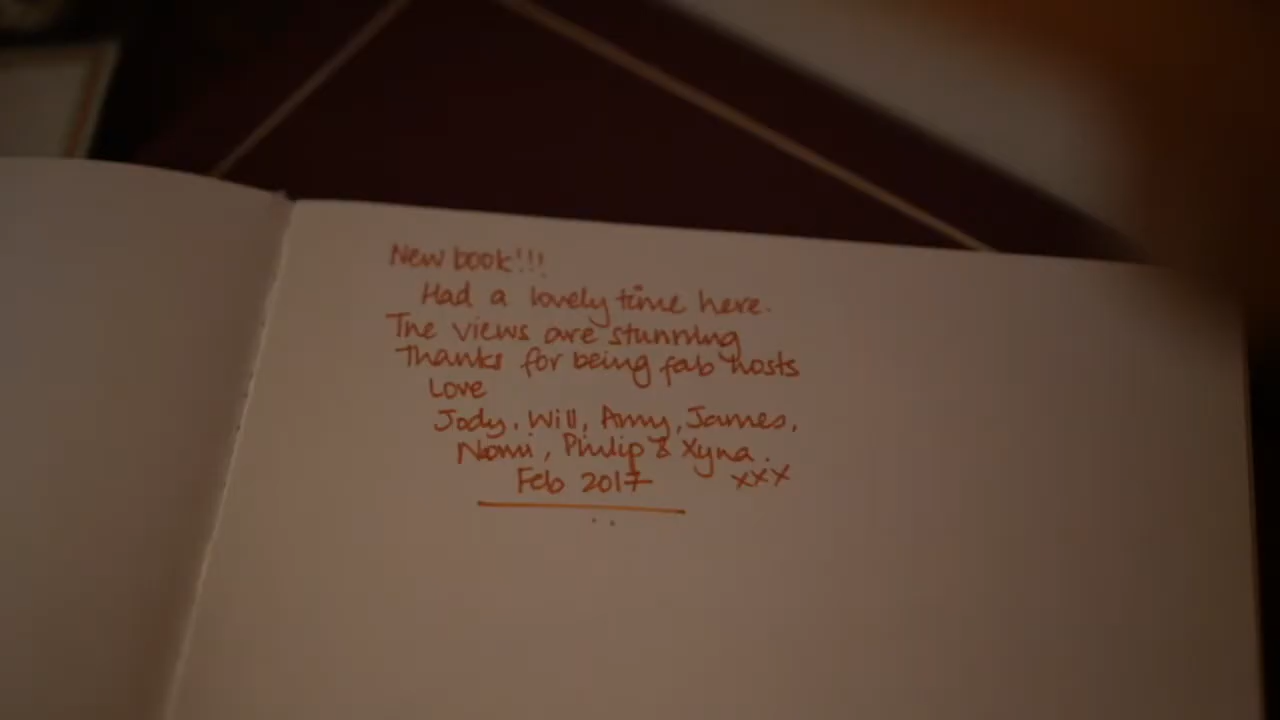 New book!!!
Had a lovely time here.
The views are stunning
Thanks for being fab hosts
Love
Jody, Will, Amy, James,
Nomi, Philip & Xyna.
Feb 2017 xxx